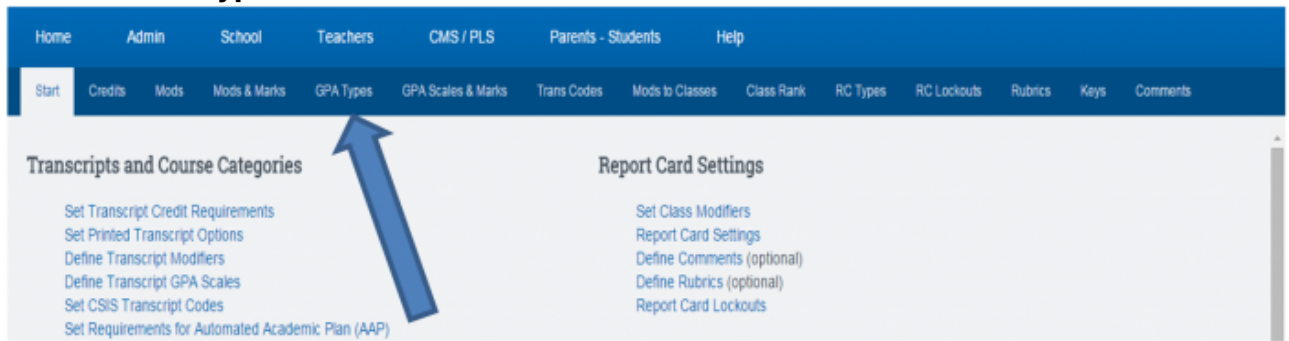 Home Admin School Teachers CMS / PLS Parents - Students Help
Start Credits Mods Mods & Marks GPA Types GPA Scales & Marks Trans Codes Mods to Classes Class Rank RC Types RC Lockouts Rubrics Keys Comments
Transcripts and Course Categories
Set Transcript Credit Requirements
Set Printed Transcript Options
Define Transcript Modifiers
Define Transcript GPA Scales
Set CSIS Transcript Codes
Set Requirements for Automated Academic Plan (AAP)
Report Card Settings
Set Class Modifiers
Report Card Settings
Define Comments (optional)
Define Rubrics (optional)
Report Card Lockouts